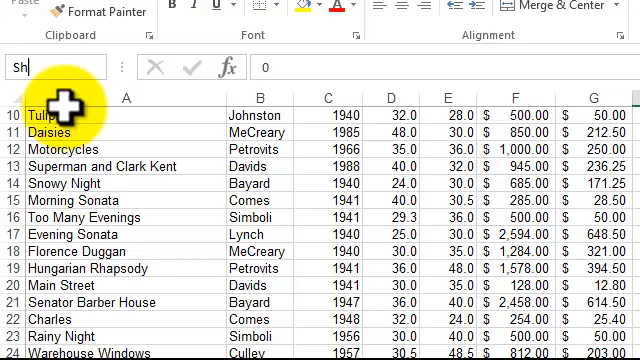 Paste
Format Painter
B I U A
Merge & Center
Clipboard Font Alignment
Sh fx 0
A B C D E F G
10 Tulip Johnston 1940 32.0 28.0 $ 500.00 $ 50.00
11 Daisies McCreary 1985 48.0 30.0 $ 850.00 $ 212.50
12 Motorcycles Petrovits 1966 35.0 36.0 $ 1,000.00 $ 250.00
13 Superman and Clark Kent Davids 1988 40.0 32.0 $ 945.00 $ 236.25
14 Snowy Night Bayard 1940 24.0 30.0 $ 685.00 $ 171.25
15 Morning Sonata Comes 1941 40.0 30.5 $ 285.00 $ 28.50
16 Too Many Evenings Simboli 1941 29.3 36.0 $ 500.00 $ 50.00
17 Evening Sonata Lynch 1940 25.0 30.0 $ 2,594.00 $ 648.50
18 Florence Duggan McCreary 1940 30.0 35.0 $ 1,284.00 $ 321.00
19 Hungarian Rhapsody Petrovits 1941 36.0 48.0 $ 1,578.00 $ 394.50
20 Main Street Davids 1941 30.0 35.0 $ 128.00 $ 12.80
21 Senator Barber House Bayard 1947 36.0 40.0 $ 2,458.00 $ 614.50
22 Charles Comes 1948 32.0 24.0 $ 254.00 $ 25.40
23 Rainy Night Simboli 1956 30.0 40.0 $ 684.00 $ 68.40
24 Warehouse Windows Culley 1957 30.5 48.5 $ 812.00 $ 203.00